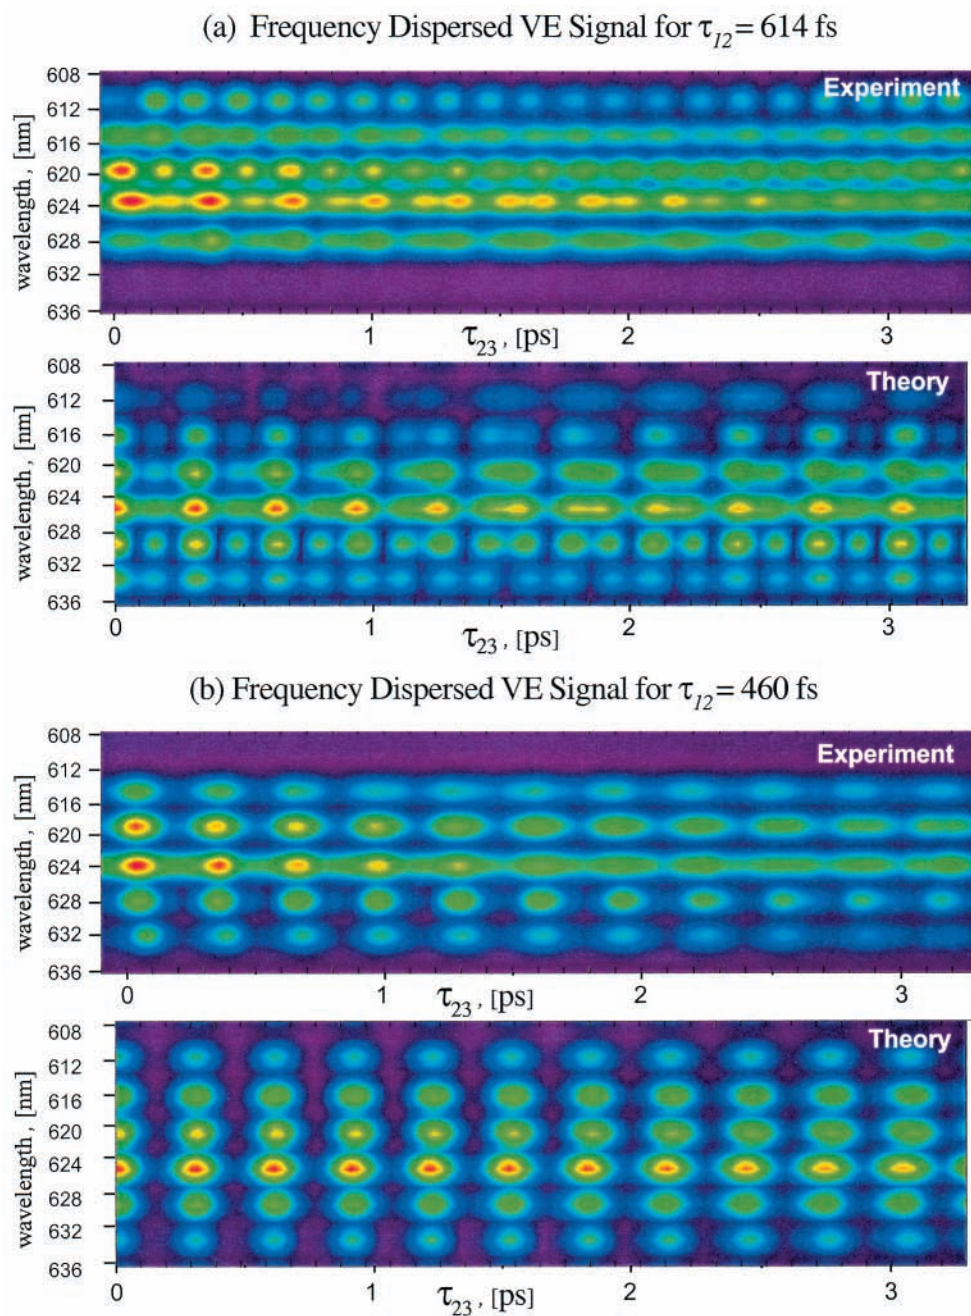 (a) Frequency Dispersed VE Signal for τ12 = 614 fs
Experiment
wavelength, [nm]
608
612
616
620
624
628
632
636
0 1 2 3
τ23, [ps]
Theory
wavelength, [nm]
608
612
616
620
624
628
632
636
0 1 2 3
τ23, [ps]
(b) Frequency Dispersed VE Signal for τ12 = 460 fs
Experiment
wavelength, [nm]
608
612
616
620
624
628
632
636
0 1 2 3
τ23, [ps]
Theory
wavelength, [nm]
608
612
616
620
624
628
632
636
0 1 2 3
τ23, [ps]